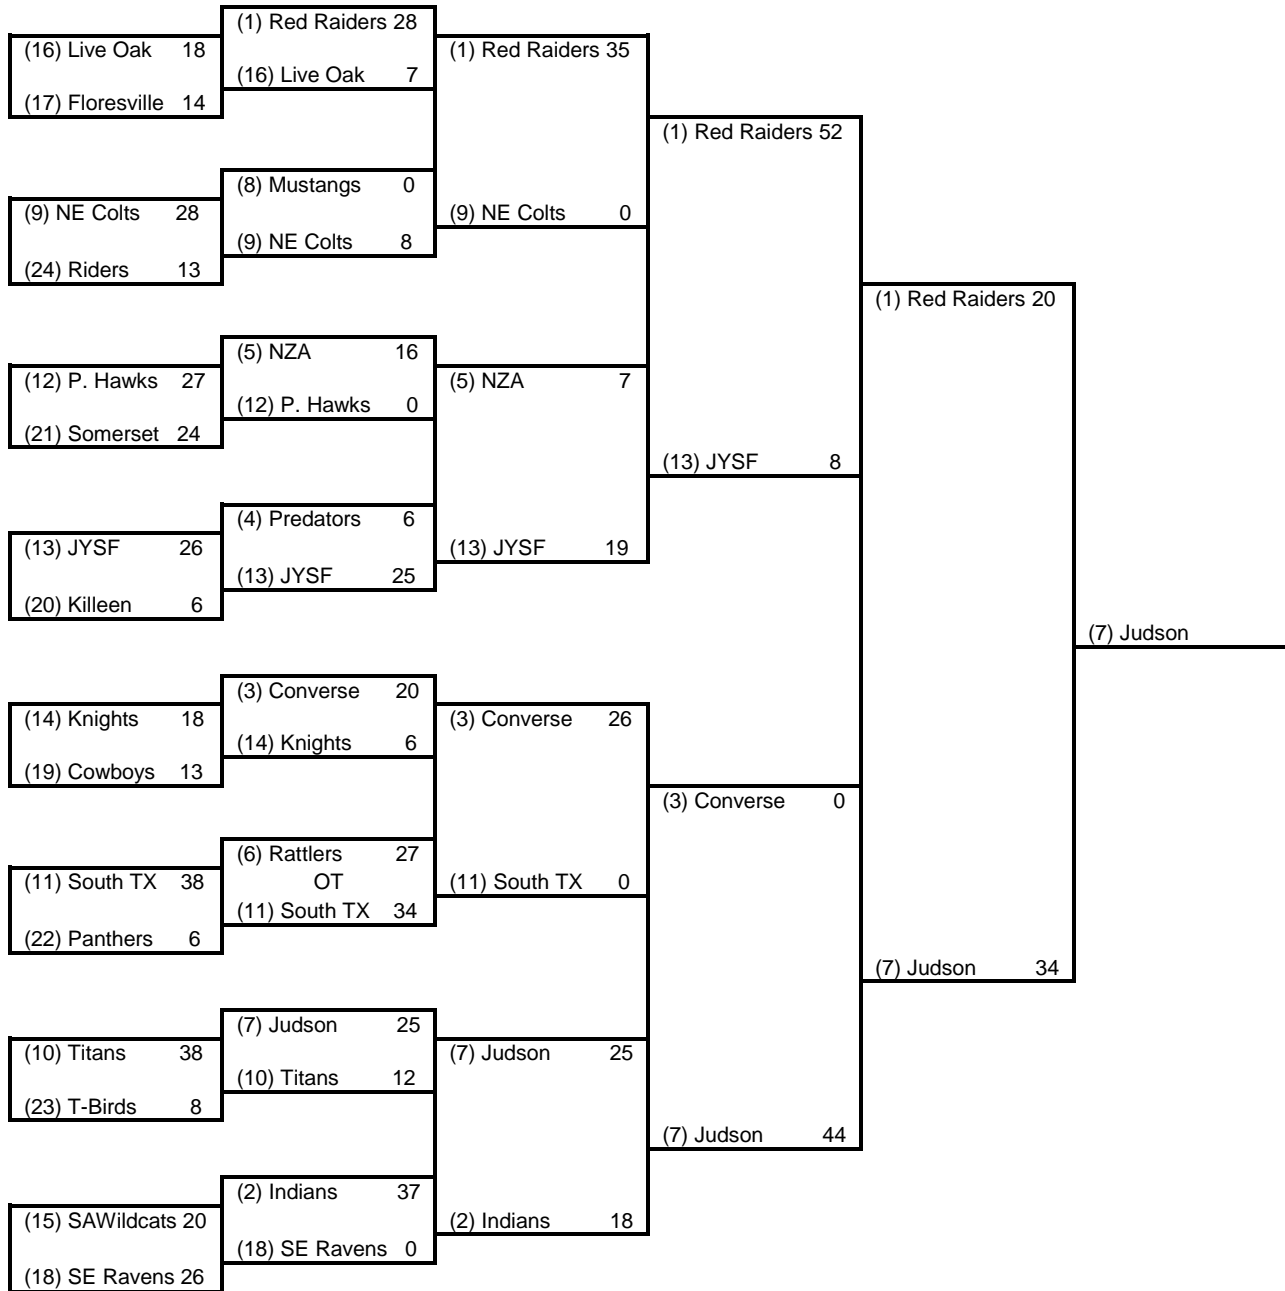 (16) Live Oak 18
(17) Floresville 14
(9) NE Colts 28
(24) Riders 13
(12) P. Hawks 27
(21) Somerset 24
(13) JYSF 26
(20) Killeen 6
(14) Knights 18
(19) Cowboys 13
(11) South TX 38
(22) Panthers 6
(10) Titans 38
(23) T-Birds 8
(15) SAWildcats 20
(18) SE Ravens 26
(1) Red Raiders 28
(16) Live Oak 7
(8) Mustangs 0
(9) NE Colts 8
(5) NZA 16
(12) P. Hawks 0
(4) Predators 6
(13) JYSF 25
(3) Converse 20
(14) Knights 6
(6) Rattlers 27
OT
(11) South TX 34
(7) Judson 25
(10) Titans 12
(2) Indians 37
(18) SE Ravens 0
(1) Red Raiders 35
(9) NE Colts 0
(5) NZA 7
(13) JYSF 19
(3) Converse 26
(11) South TX 0
(7) Judson 25
(2) Indians 18
(1) Red Raiders 52
(13) JYSF 8
(3) Converse 0
(7) Judson 44
(1) Red Raiders 20
(7) Judson 34
(7) Judson